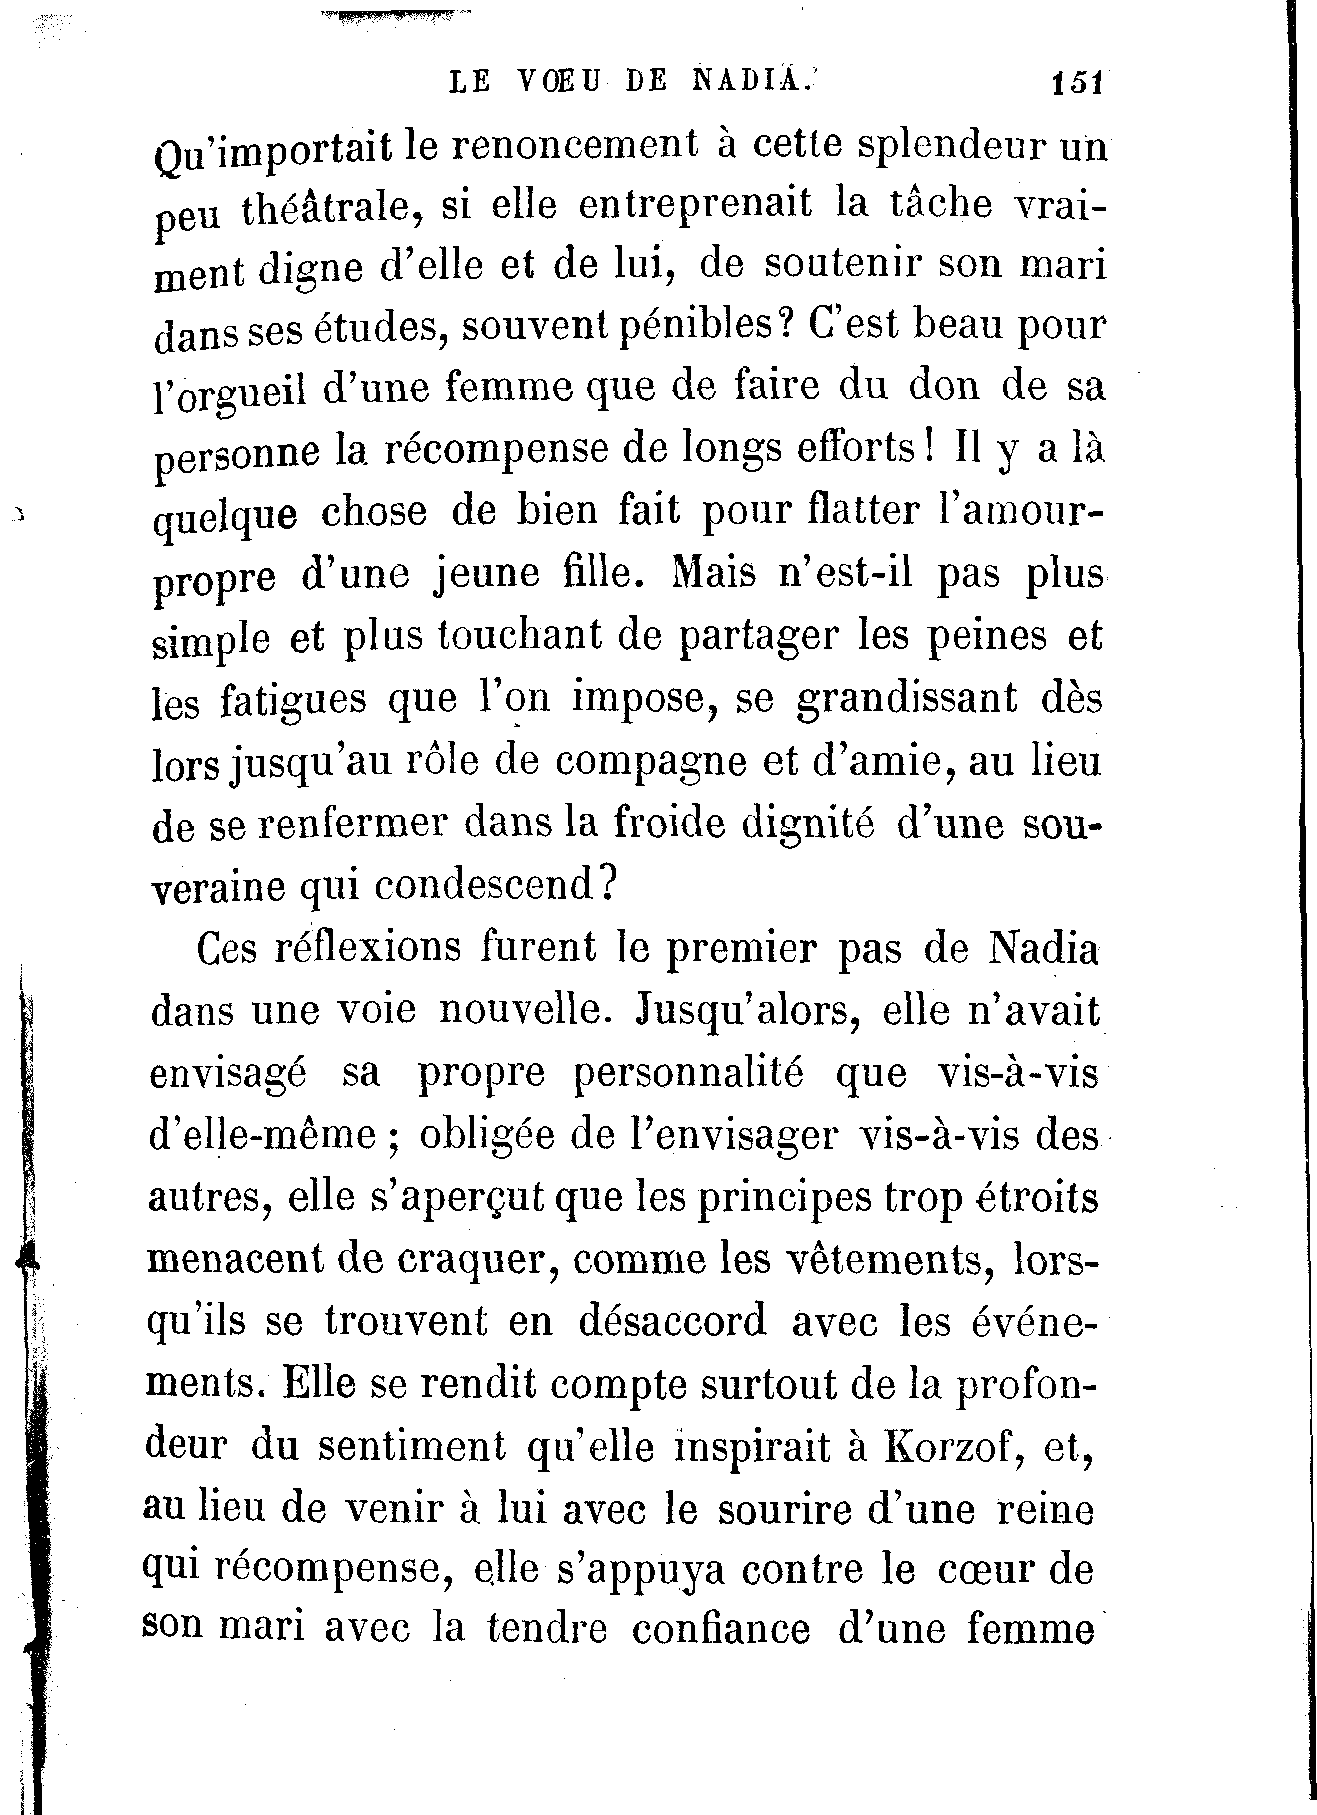 LE VŒU DE NADIA. 151
Qu'importait le renoncement à cette splendeur un
peu théâtrale, si elle entreprenait la tâche vrai-
ment digne d'elle et de lui, de soutenir son mari
dans ses études, souvent pénibles? C'est beau pour
l'orgueil d'une femme que de faire du don de sa
personne la récompense de longs efforts! Il y a là
quelque chose de bien fait pour flatter l'amour-
propre d'une jeune fille. Mais n'est-il pas plus
simple et plus touchant de partager les peines et
les fatigues que l'on impose, se grandissant dès
lors jusqu'au rôle de compagne et d'amie, au lieu
de se renfermer dans la froide dignité d'une sou-
veraine qui condescend?
Ces réflexions furent le premier pas de Nadia
dans une voie nouvelle. Jusqu'alors, elle n'avait
envisagé sa propre personnalité que vis-à-vis
d'elle-même; obligée de l'envisager vis-à-vis des
autres, elle s'aperçut que les principes trop étroits
menacent de craquer, comme les vêtements, lors-
qu'ils se trouvent en désaccord avec les événe-
ments. Elle se rendit compte surtout de la profon-
deur du sentiment qu'elle inspirait à Korzof, et,
au lieu de venir à lui avec le sourire d'une reine
qui récompense, elle s'appuya contre le cœur de
son mari avec la tendre confiance d'une femme